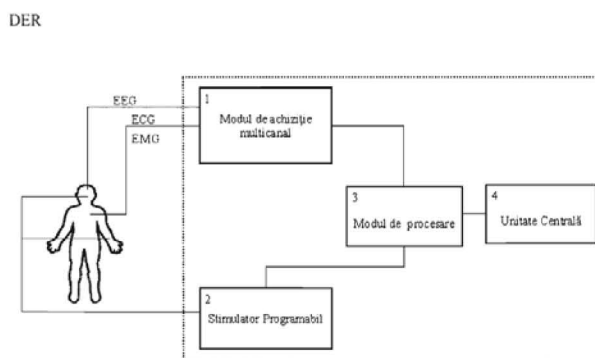 DER
EEG
ECG
EMG
1
Modul de achiziție
multicanal
3
Modul de procesare
4
Unitate Centrală
2
Stimulator Programabil